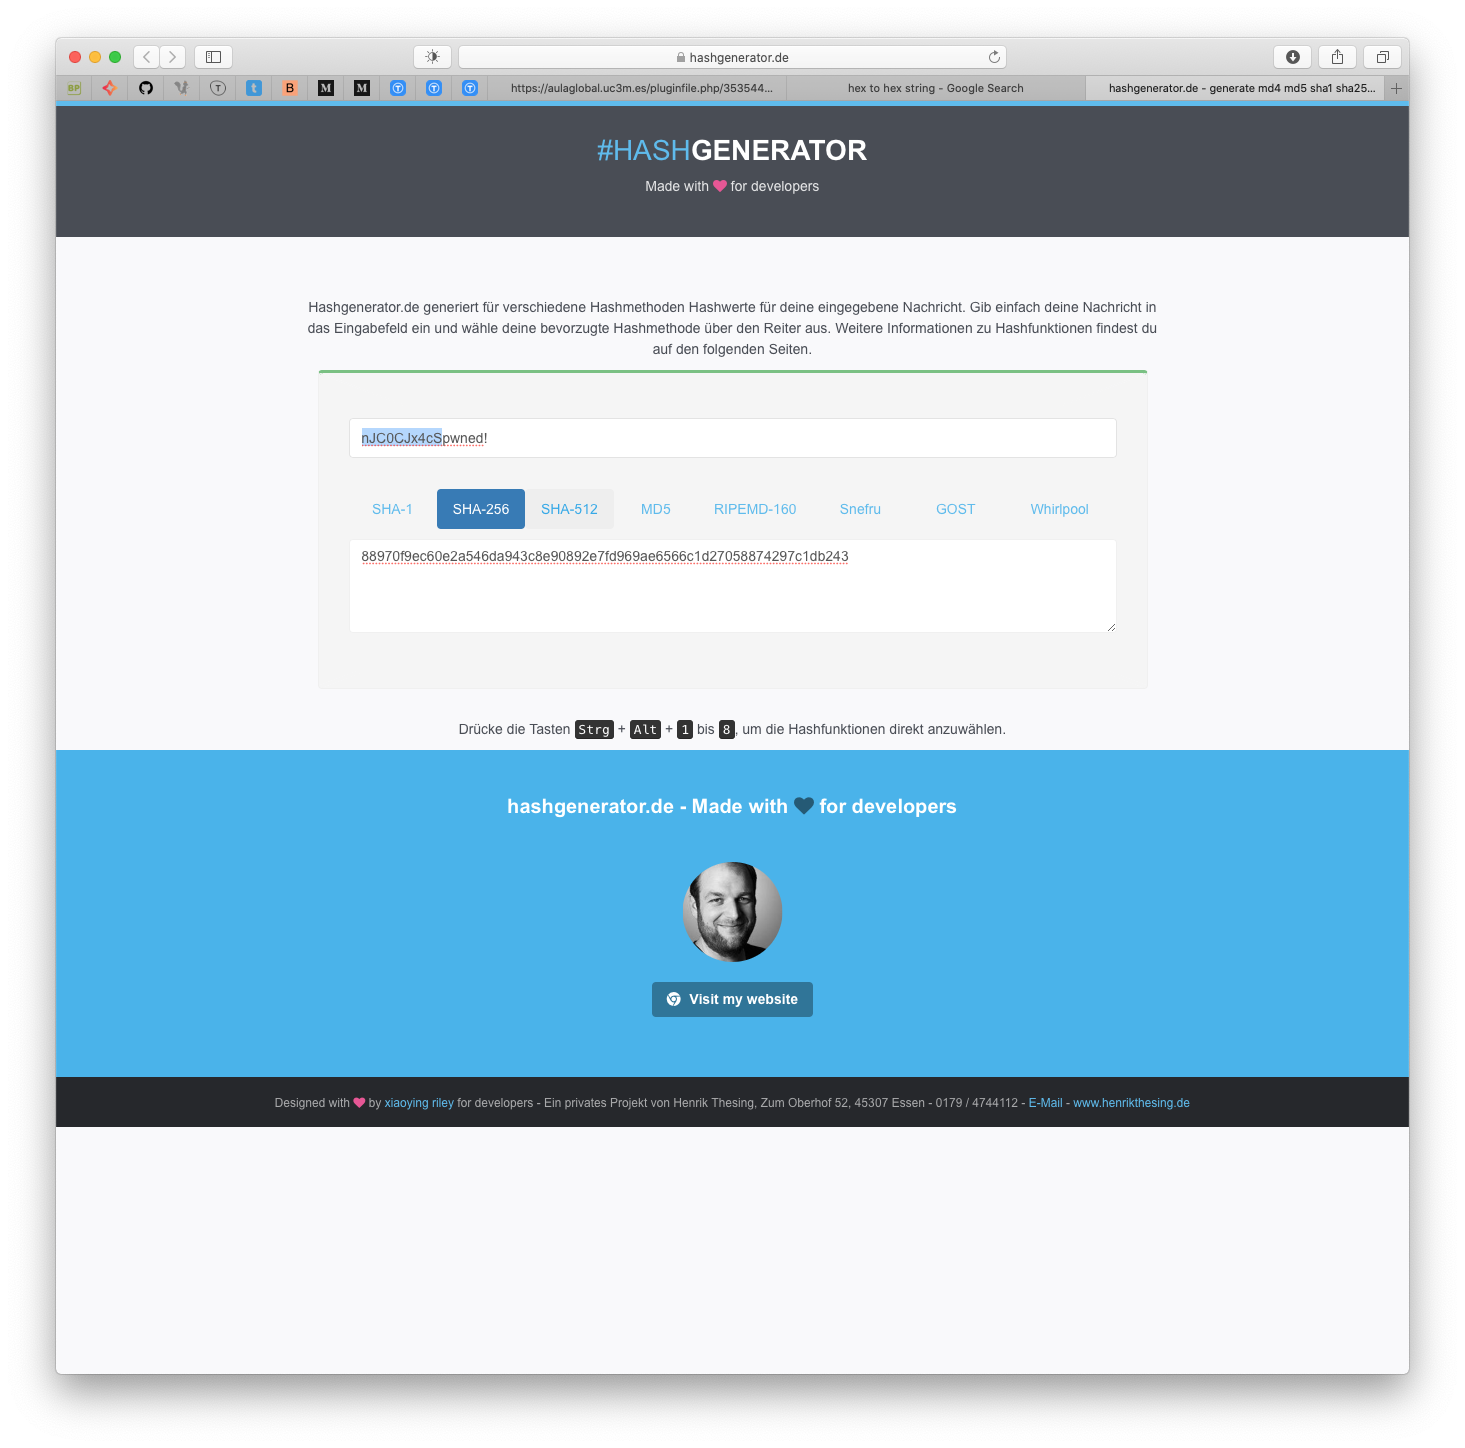 hashgenerator.de
BP
T
t
B
M
M
T
T
T
https://aulaglobal.uc3m.es/pluginfile.php/353544...
hex to hex string - Google Search
hashgenerator.de - generate md4 md5 sha1 sha25...
#HASHGENERATOR
Made with ♥ for developers
Hashgenerator.de generiert für verschiedene Hashmethoden Hashwerte für deine eingegebene Nachricht. Gib einfach deine Nachricht in
das Eingabefeld ein und wähle deine bevorzugte Hashmethode über den Reiter aus. Weitere Informationen zu Hashfunktionen findest du
auf den folgenden Seiten.
nJC0CJx4cSpwned!
SHA-1 SHA-256 SHA-512 MD5 RIPEMD-160 Snefru GOST Whirlpool
88970f9ec60e2a546da943c8e90892e7fd969ae6566c1d27058874297c1db243
Drücke die Tasten Strg + Alt + 1 bis 8, um die Hashfunktionen direkt anzuwählen.
hashgenerator.de - Made with ♥ for developers
Visit my website
Designed with ♥ by xiaoying riley for developers - Ein privates Projekt von Henrik Thesing, Zum Oberhof 52, 45307 Essen - 0179 / 4744112 - E-Mail - www.henrikthesing.de